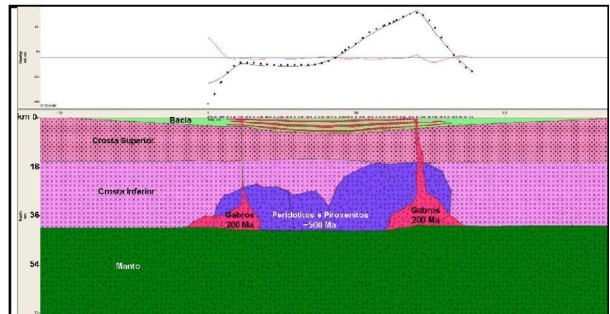 km 0
Bacia
Crosta Superior
18
Crosta Inferior
36
Gabros
200 Ma
Peridotitos e Piroxenitos
~500 Ma
Gabros
200 Ma
54
Manto